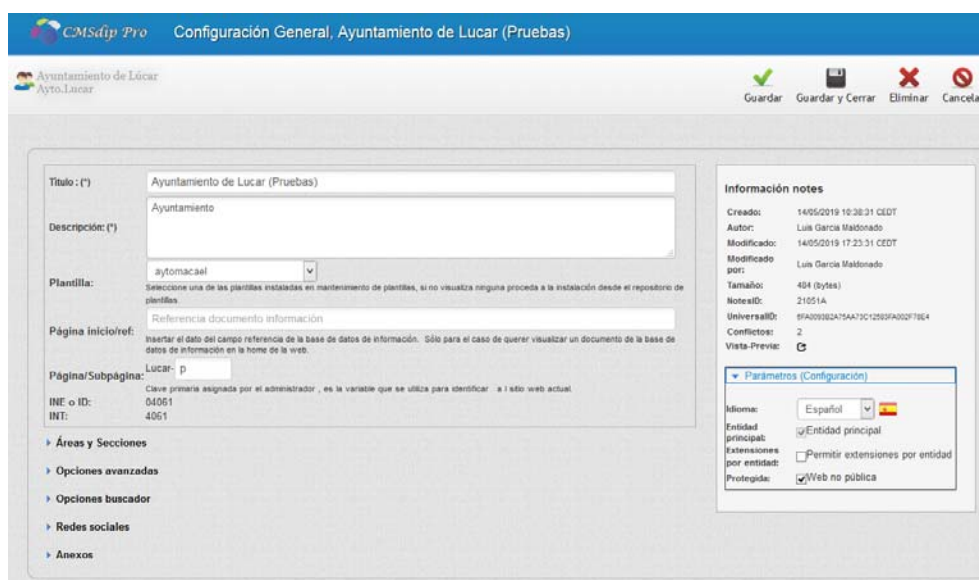 CMSdip Pro Configuración General, Ayuntamiento de Lucar (Pruebas)
Ayuntamiento de Lúcar
Ayto.Lucar
Guardar Guardar y Cerrar Eliminar Cancela
Titulo : (*) Ayuntamiento de Lucar (Pruebas)
Descripción: (*) Ayuntamiento
Plantilla: aytomacael
Seleccione una de las plantillas instaladas en mantenimiento de plantillas, si no visualiza ninguna proceda a la instalación desde el repositorio de
plantillas.
Página inicio/ref: Referencia documento información
Insertar el dato del campo referencia de la base de datos de información. Sólo para el caso de querer visualizar un documento de la base de
datos de información en la home de la web.
Página/Subpágina: Lucar- p
Clave primaria asignada por el administrador , es la variable que se utiliza para identificar a l sitio web actual.
INE o ID: 04061
INT: 4061
Áreas y Secciones
Opciones avanzadas
Opciones buscador
Redes sociales
Anexos
Información notes
Creado: 14/05/2019 10:38:31 CEDT
Autor: Luis Garcia Maldonado
Modificado: 14/05/2019 17:23:31 CEDT
Modificado
por: Luis Garcia Maldonado
Tamaño: 404 (bytes)
NotesID: 21051A
UniversalID:
Conflictos: 2
Vista-Previa:
Parámetros (Configuración)
Idioma: Español
Entidad
principal: Entidad principal
Extensiones
por entidad: Permitir extensiones por entidad
Protegida: Web no pública